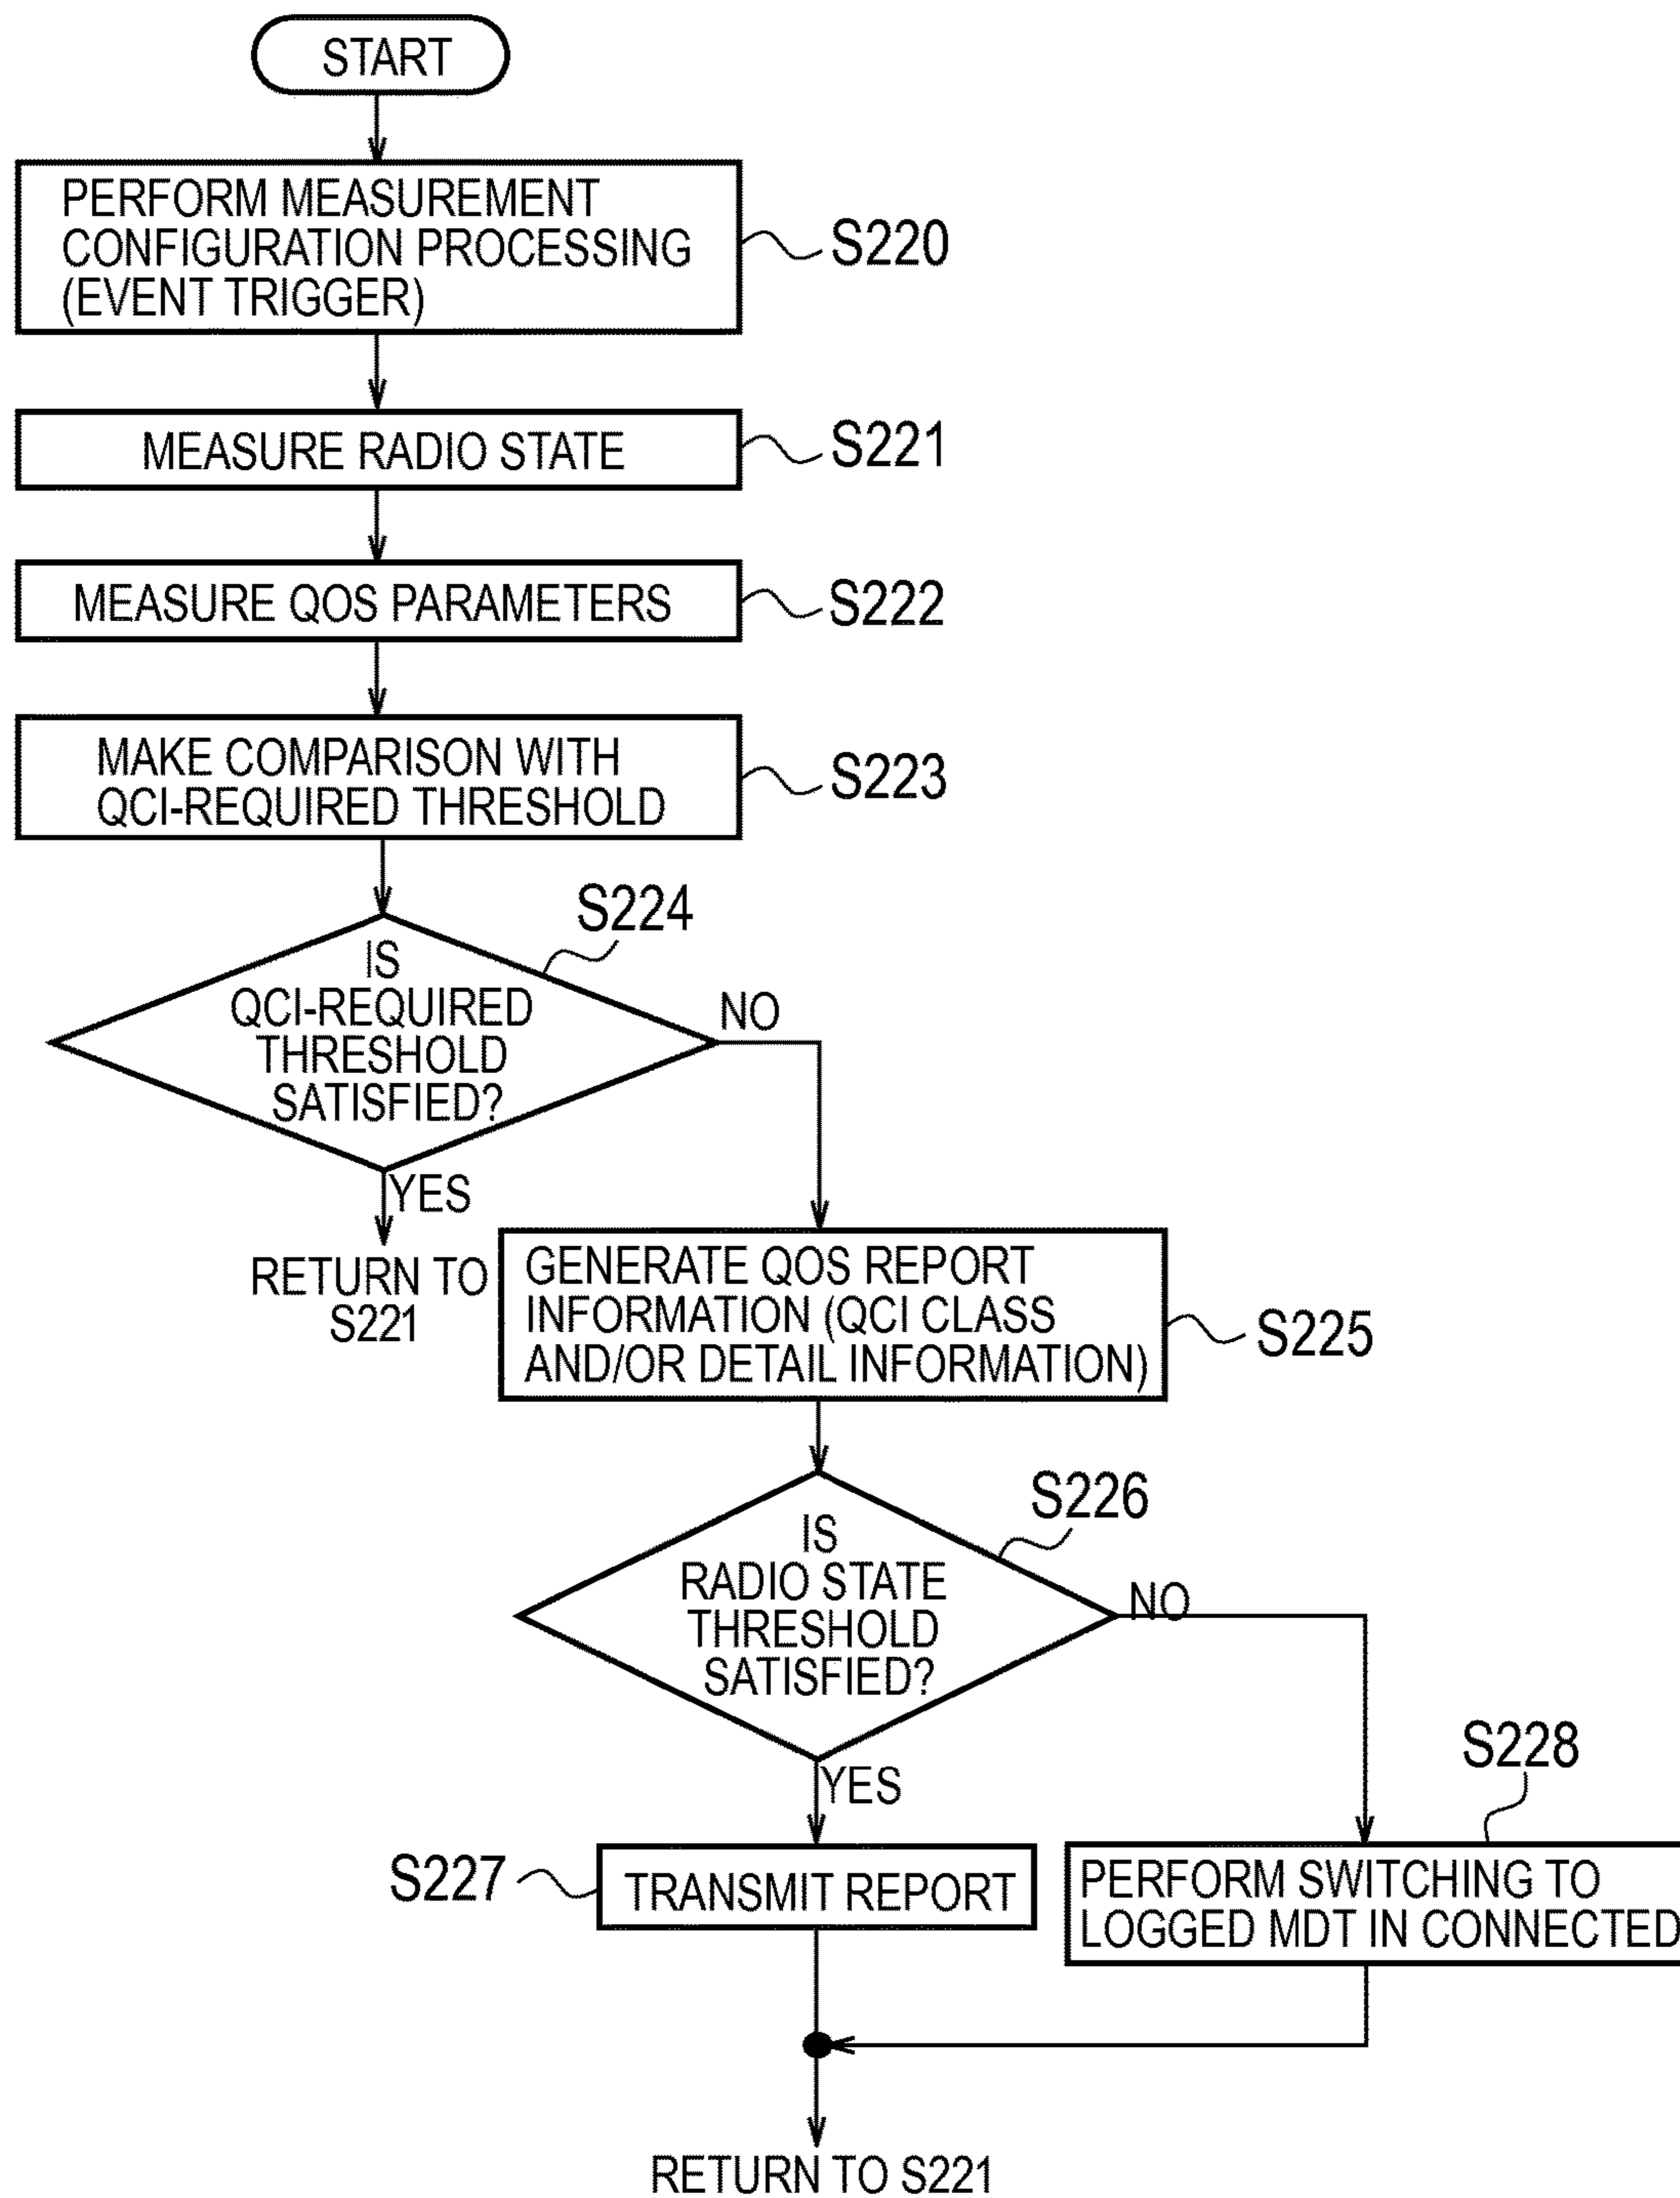 START
PERFORM MEASUREMENT
CONFIGURATION PROCESSING
(EVENT TRIGGER)
S220
MEASURE RADIO STATE
S221
MEASURE QOS PARAMETERS
S222
MAKE COMPARISON WITH
QCI-REQUIRED THRESHOLD
S223
S224
IS
QCI-REQUIRED
THRESHOLD
SATISFIED?
NO
YES
RETURN TO
S221
GENERATE QOS REPORT
INFORMATION (QCI CLASS
AND/OR DETAIL INFORMATION)
S225
S226
IS
RADIO STATE
THRESHOLD
SATISFIED?
NO
YES
S228
S227
TRANSMIT REPORT
PERFORM SWITCHING TO
LOGGED MDT IN CONNECTED
RETURN TO S221